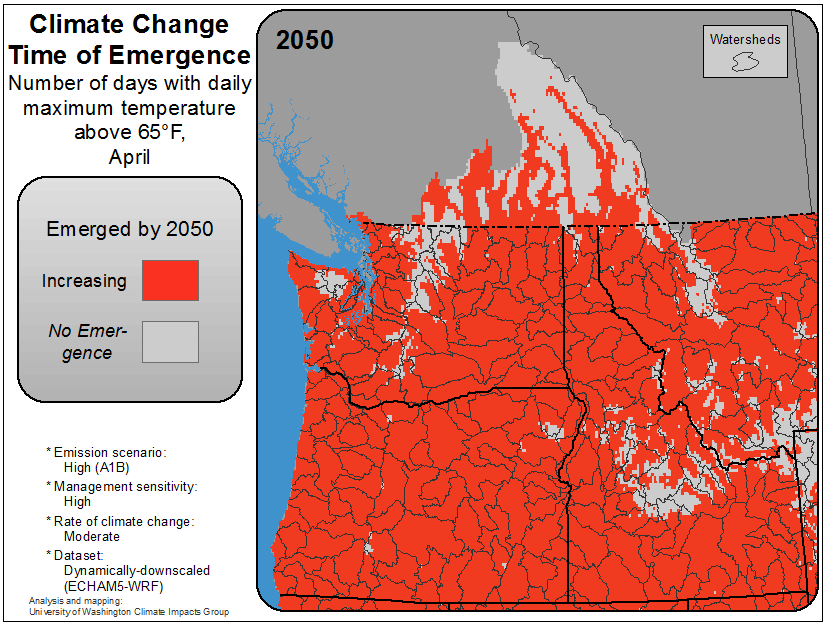 Climate Change
Time of Emergence
Number of days with daily
maximum temperature
above 65°F,
April
2050
Watersheds
Emerged by 2050
Increasing
No Emer-
gence
* Emission scenario:
High (A1B)
* Management sensitivity:
High
* Rate of climate change:
Moderate
* Dataset:
Dynamically-downscaled
(ECHAM5-WRF)
Analysis and mapping:
University of Washington Climate Impacts Group